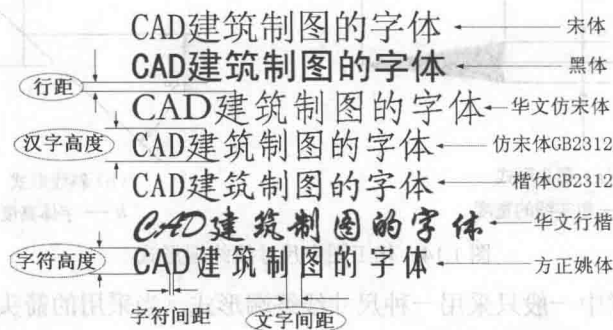 CAD建筑制图的字体 宋体
CAD建筑制图的字体 黑体
行距
CAD建筑制图的字体 华文仿宋体
汉字高度
CAD建筑制图的字体 仿宋体GB2312
CAD建筑制图的字体 楷体GB2312
CAD建筑制图的字体 华文行楷
字符高度
CAD建筑制图的字体 方正姚体
字符间距 文字间距